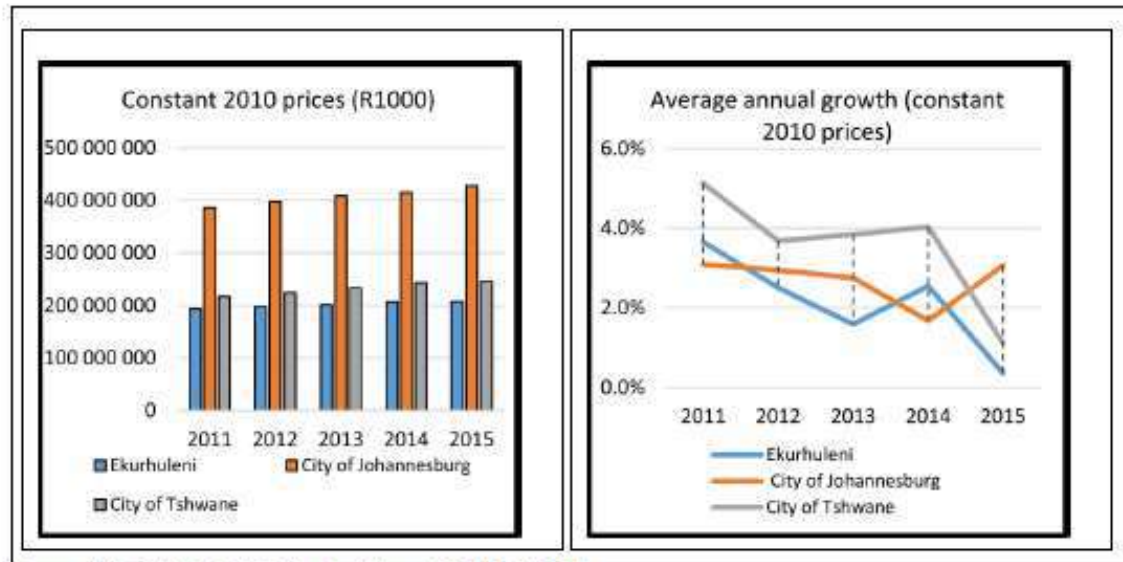 Constant 2010 prices (R1000)
500 000 000
400 000 000
300 000 000
200 000 000
100 000 000
0
2011 2012 2013 2014 2015
Ekurhuleni City of Johannesburg
City of Tshwane
Average annual growth (constant
2010 prices)
6.0%
4.0%
2.0%
0.0%
2011 2012 2013 2014 2015
Ekurhuleni
City of Johannesburg
City of Tshwane